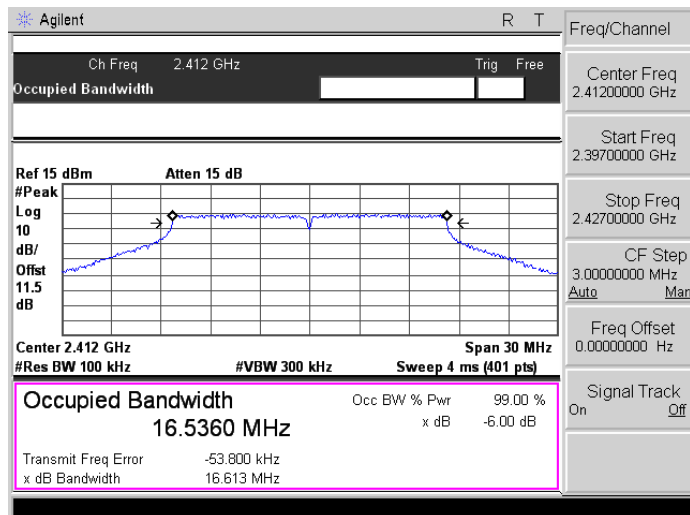 Agilent R T
Ch Freq 2.412 GHz Trig Free
Occupied Bandwidth
Ref 15 dBm Atten 15 dB
#Peak
Log
10
dB/
Offst
11.5
dB
Center 2.412 GHz Span 30 MHz
#Res BW 100 kHz #VBW 300 kHz Sweep 4 ms (401 pts)
Occupied Bandwidth
16.5360 MHz
Occ BW % Pwr 99.00 %
x dB -6.00 dB
Transmit Freq Error -53.800 kHz
x dB Bandwidth 16.613 MHz
Freq/Channel
Center Freq
2.41200000 GHz
Start Freq
2.39700000 GHz
Stop Freq
2.42700000 GHz
CF Step
3.00000000 MHz
Auto Man
Freq Offset
0.00000000 Hz
Signal Track
On Off